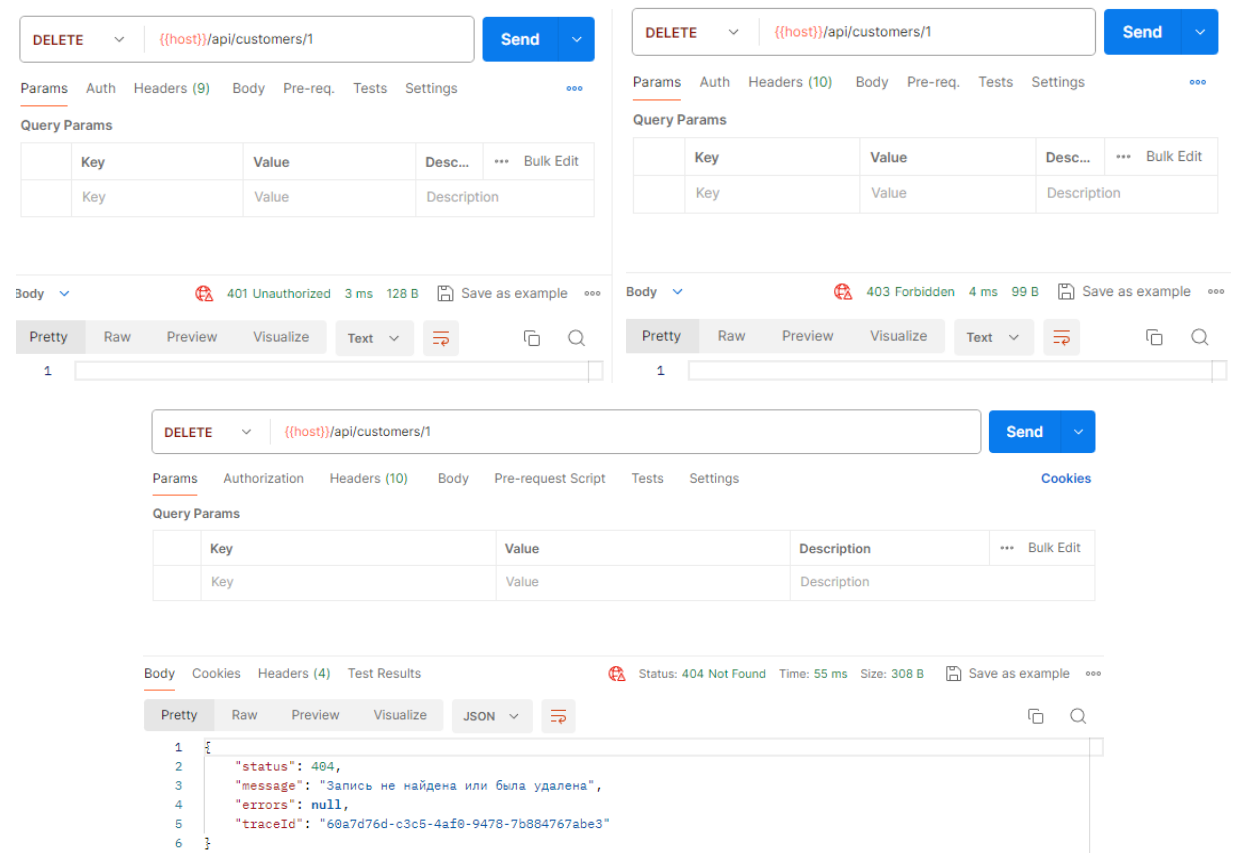 DELETE {{host}}/api/customers/1 Send
Params Auth Headers (9) Body Pre-req. Tests Settings
Query Params
Key Value Desc... Bulk Edit
Key Value Description
Body 401 Unauthorized 3 ms 128 B Save as example
Pretty Raw Preview Visualize Text
1
DELETE {{host}}/api/customers/1 Send
Params Auth Headers (10) Body Pre-req. Tests Settings
Query Params
Key Value Desc... Bulk Edit
Key Value Description
Body 403 Forbidden 4 ms 99 B Save as example
Pretty Raw Preview Visualize Text
1
DELETE {{host}}/api/customers/1 Send
Params Authorization Headers (10) Body Pre-request Script Tests Settings Cookies
Query Params
Key Value Description Bulk Edit
Key Value Description
Body Cookies Headers (4) Test Results Status: 404 Not Found Time: 55 ms Size: 308 B Save as example
Pretty Raw Preview Visualize JSON
1 {
2 "status": 404,
3 "message": "Запись не найдена или была удалена",
4 "errors": null,
5 "traceId": "60a7d76d-c3c5-4af0-9478-7b884767abe3"
6 }